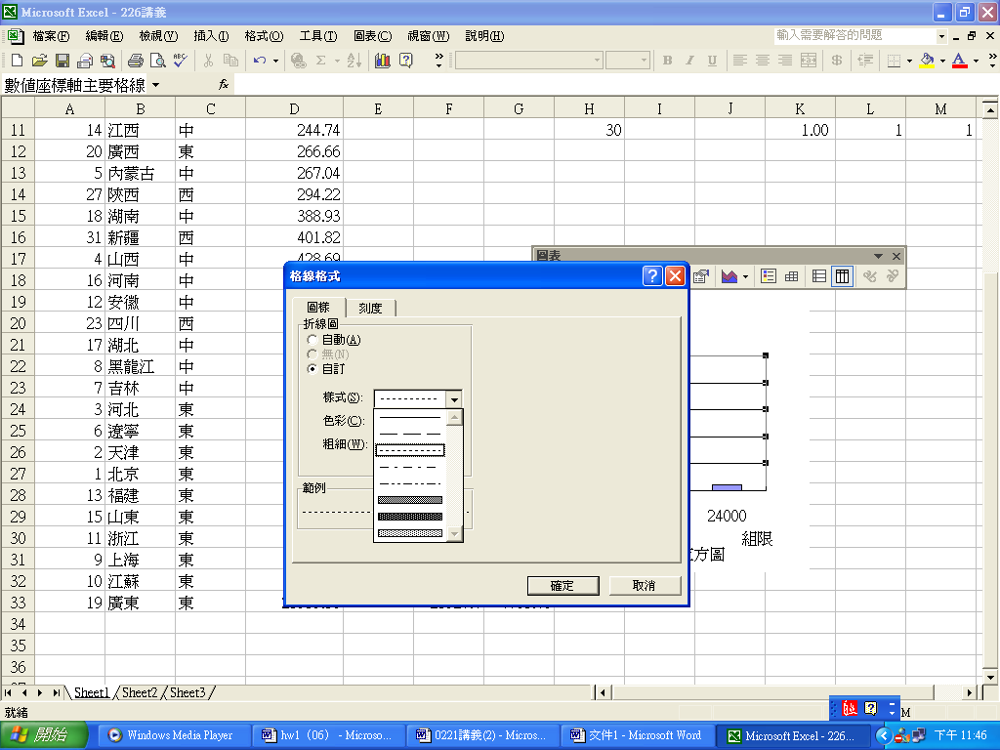 Microsoft Excel - 226講義
檔案(F) 編輯(E) 檢視(V) 插入(I) 格式(O) 工具(T) 圖表(C) 視窗(W) 說明(H) 輸入需要解答的問題
數值座標軸主要格線 fx
A B C D E F G H I J K L M
11 14 江西 中 244.74 30 1.00 1 1
12 20 廣西 東 266.66
13 5 內蒙古 中 267.04
14 27 陝西 西 294.22
15 18 湖南 中 388.93
16 31 新疆 西 401.82
17 4 山西 中 428.69
圖表
18 16 河南 中
19 12 安徽 中
20 23 四川 西
21 17 湖北 中
22 8 黑龍江 中
23 7 吉林 中
24 3 河北 東
25 6 遼寧 東
26 2 天津 東
27 1 北京 東
28 13 福建 東
29 15 山東 東
30 11 浙江 東
31 9 上海 東
32 10 江蘇 東
33 19 廣東 東
34
35
36
格線格式
圖樣 刻度
折線圖
自動(A)
無(N)
自訂
樣式(S):
色彩(C):
粗細(W):
範例
確定 取消
24000
組限
方圖
Sheet1 Sheet2 Sheet3
就緒
開始 Windows Media Player hw1（06） - Microso... 0221講義(2) - Micros... 文件1 - Microsoft Word Microsoft Excel - 226... 下午 11:46